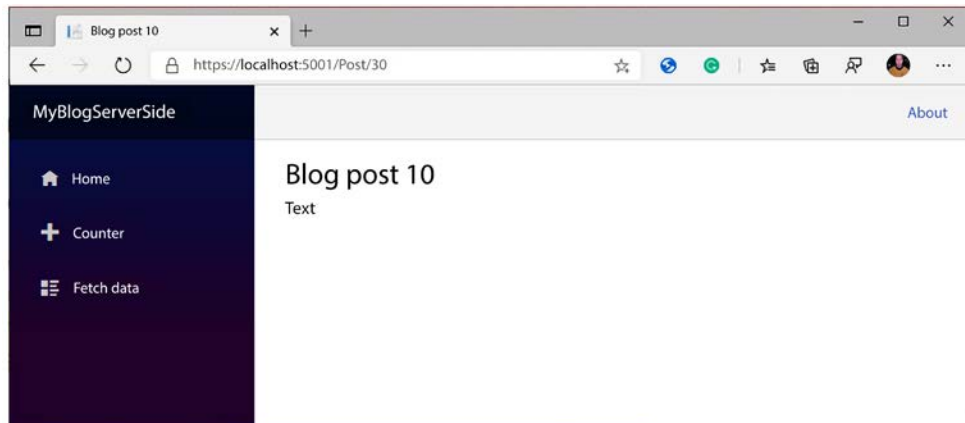 Blog post 10
https://localhost:5001/Post/30
MyBlogServerSide
About
Home
Counter
Fetch data
Blog post 10
Text